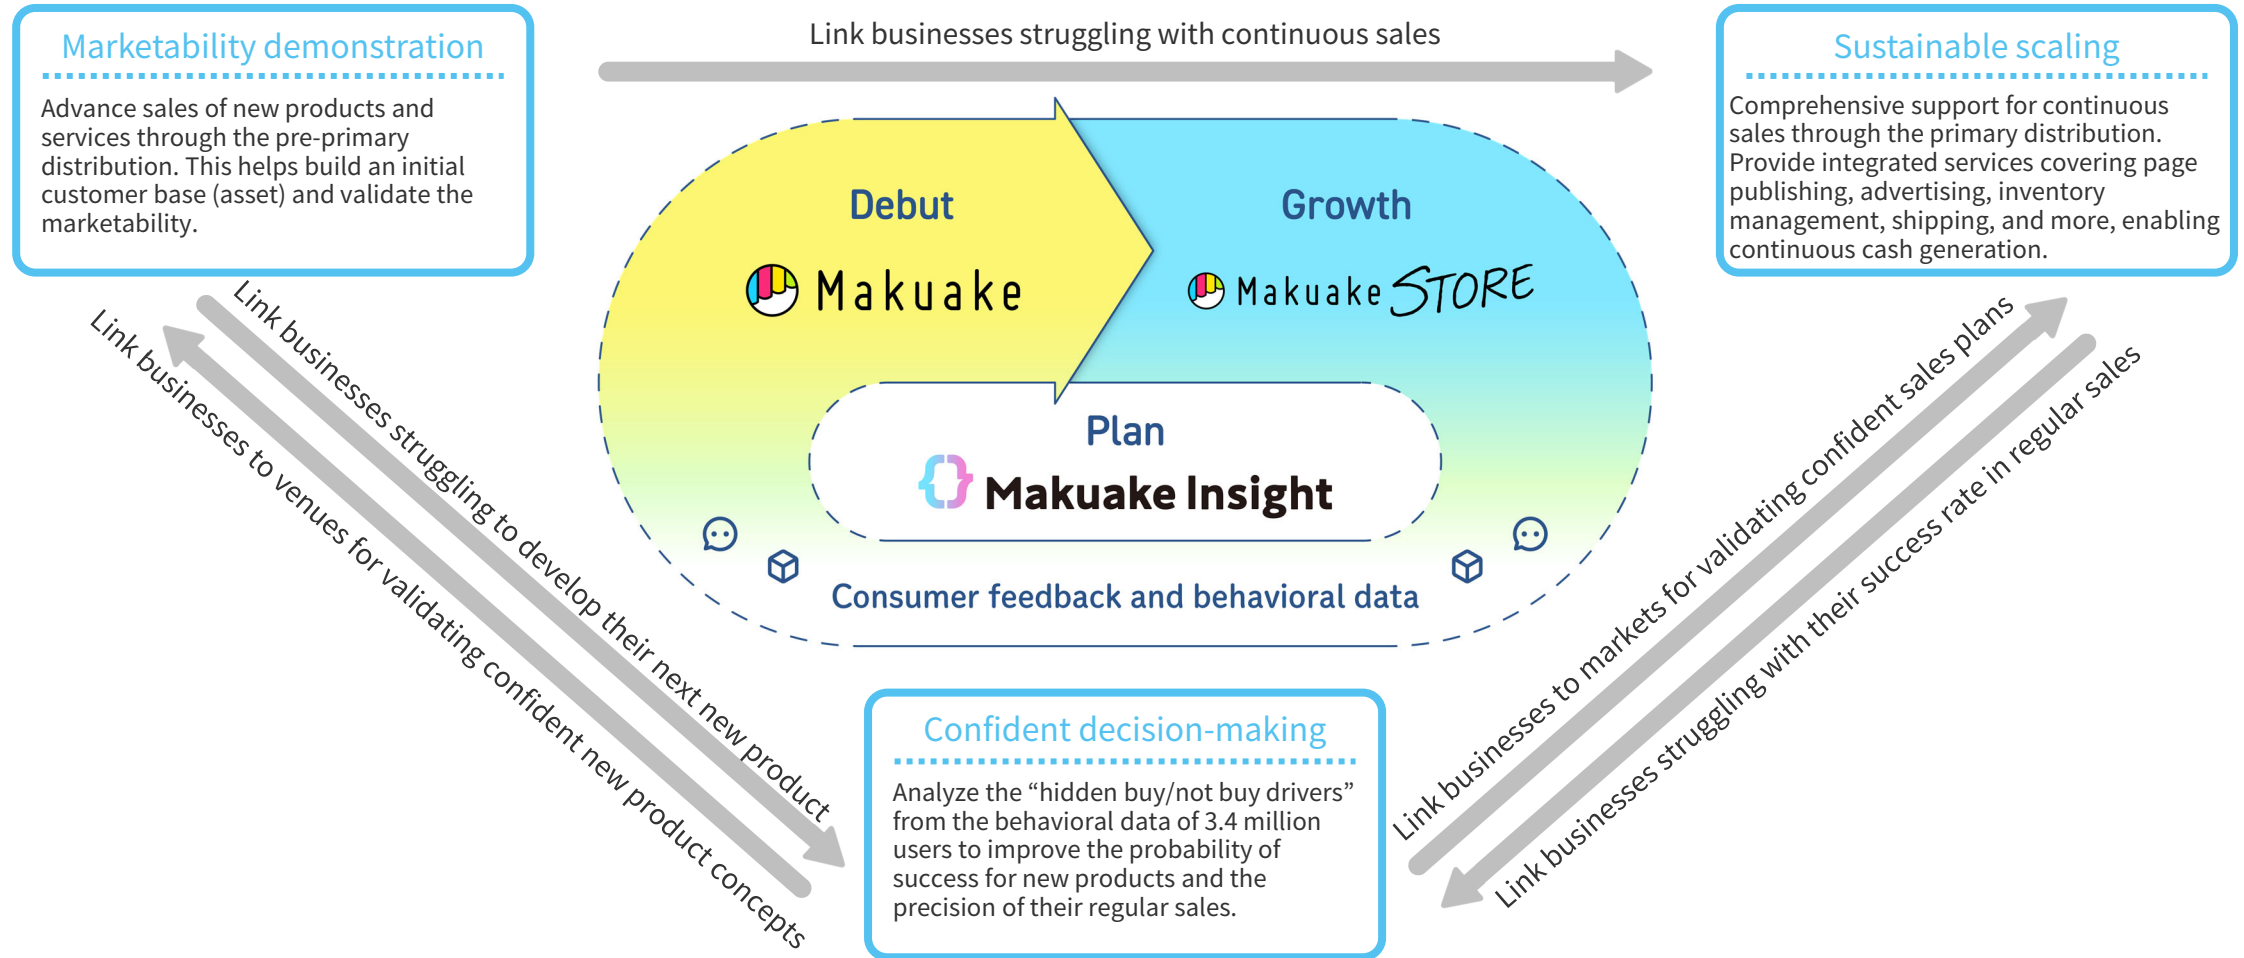 Marketability demonstration
Advance sales of new products and
services through the pre-primary
distribution. This helps build an initial
customer base (asset) and validate the
marketability.
Link businesses struggling with continuous sales
Sustainable scaling
Comprehensive support for continuous
sales through the primary distribution.
Provide integrated services covering page
publishing, advertising, inventory
management, shipping, and more, enabling
continuous cash generation.
Debut
Makuake
Growth
Makuake STORE
Plan
Makuake Insight
Consumer feedback and behavioral data
Link businesses struggling to develop their next new product
Link businesses to venues for validating confident new product concepts
Link businesses to markets for validating confident sales plans
Link businesses struggling with their success rate in regular sales
Confident decision-making
Analyze the “hidden buy/not buy drivers”
from the behavioral data of 3.4 million
users to improve the probability of
success for new products and the
precision of their regular sales.